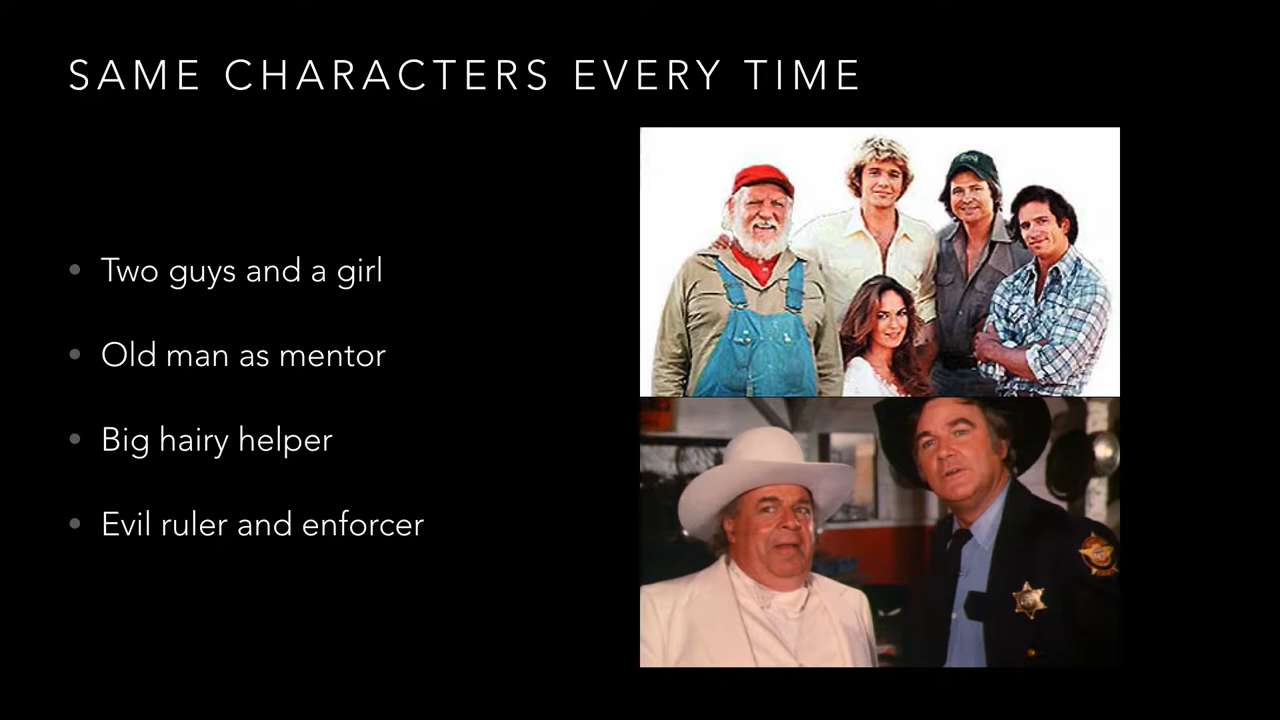 SAME CHARACTERS EVERY TIME
• Two guys and a girl
• Old man as mentor
• Big hairy helper
• Evil ruler and enforcer